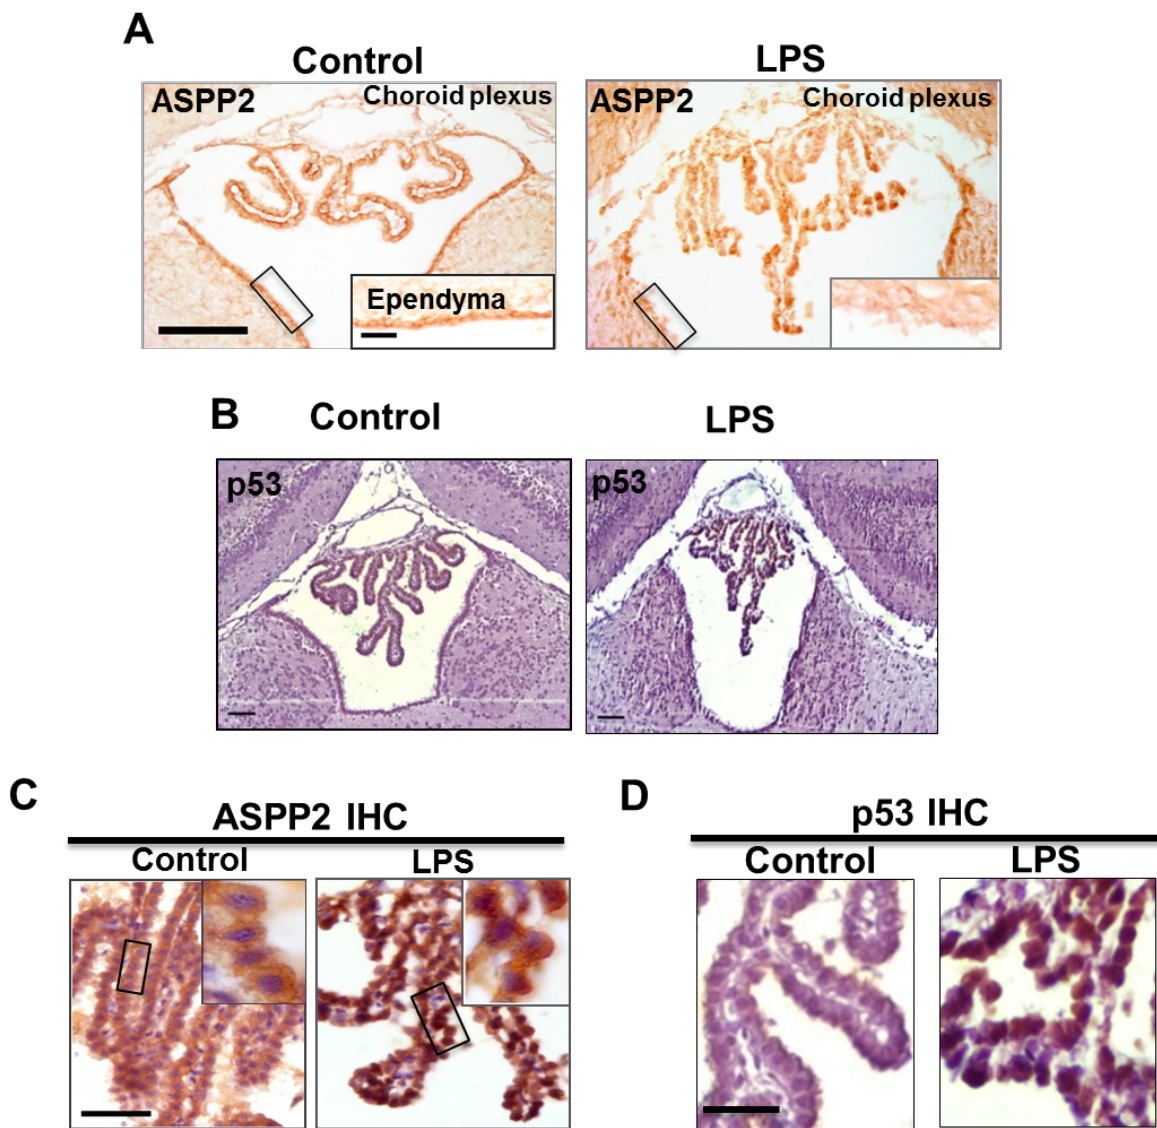 A
Control
LPS
ASPP2
Choroid plexus
ASPP2
Choroid plexus
Ependyma
B
Control
LPS
p53
p53
C
ASPP2 IHC
Control
LPS
D
p53 IHC
Control
LPS